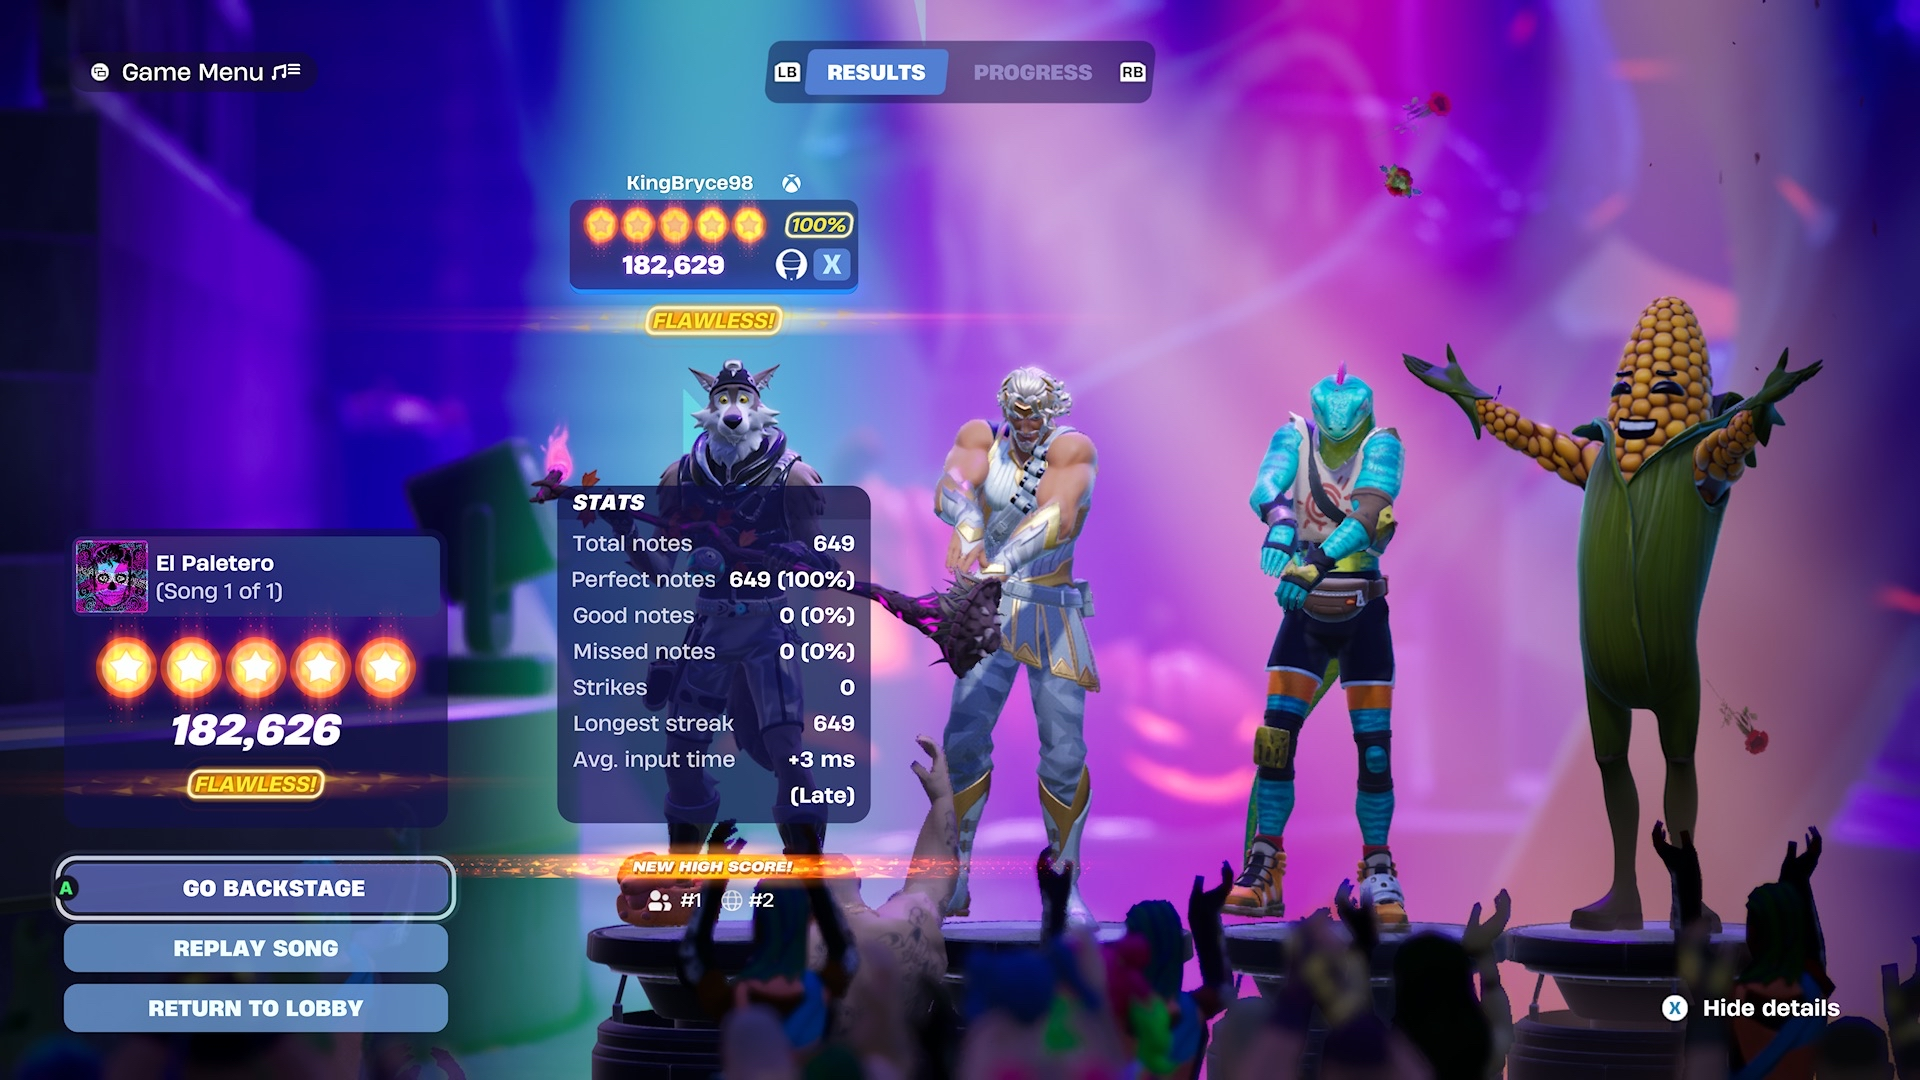 Game Menu
LB RESULTS PROGRESS RB
KingBryce98
100%
182,629
X
FLAWLESS!
STATS
Total notes 649
Perfect notes 649 (100%)
Good notes 0 (0%)
Missed notes 0 (0%)
Strikes 0
Longest streak 649
Avg. input time +3 ms
(Late)
NEW HIGH SCORE!
#1 #2
El Paletero
(Song 1 of 1)
182,626
FLAWLESS!
A GO BACKSTAGE
REPLAY SONG
RETURN TO LOBBY
X Hide details